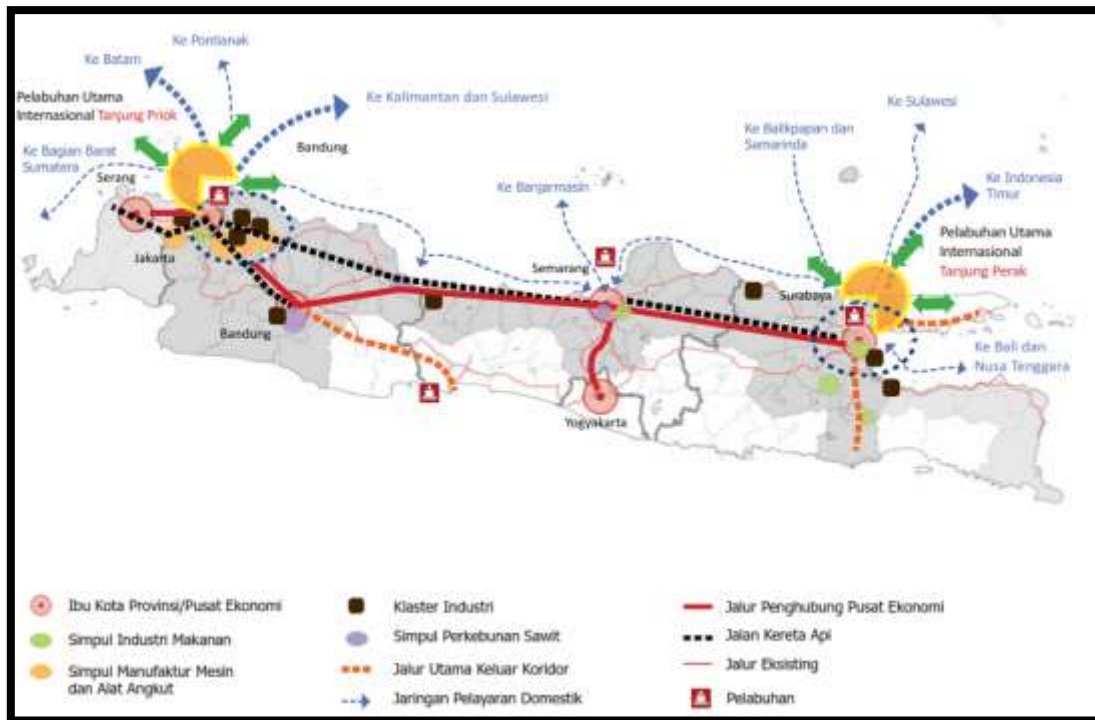 Ke Pontianak
Ke Batam
Pelabuhan Utama
Internasional Tanjung Priok
Ke Kalimantan dan Sulawesi
Ke Sulawesi
Bandung
Ke Balikpapan dan
Samarinda
Ke Bagian Barat
Sumatera
Serang
Ke Banjarmasin
Ke Indonesia
Timur
Pelabuhan Utama
Internasional
Tanjung Perak
Jakarta
Semarang
Surabaya
Bandung
Ke Bali dan
Nusa Tenggara
Yogyakarta
Ibu Kota Provinsi/Pusat Ekonomi
Simpul Industri Makanan
Simpul Manufaktur Mesin
dan Alat Angkut
Klaster Industri
Simpul Perkebunan Sawit
Jalur Utama Keluar Koridor
Jaringan Pelayaran Domestik
Jalur Penghubung Pusat Ekonomi
Jalan Kereta Api
Jalur Eksisting
Pelabuhan